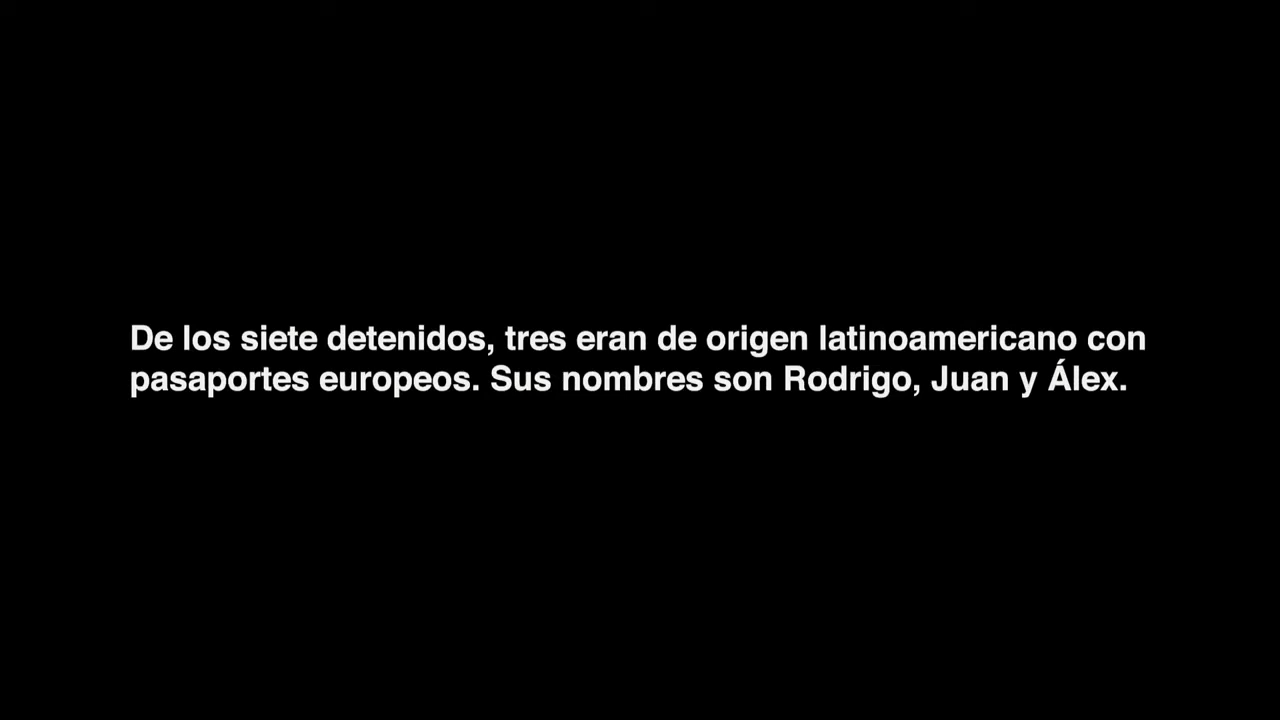 De los siete detenidos, tres eran de origen latinoamericano con
pasaportes europeos. Sus nombres son Rodrigo, Juan y Álex.